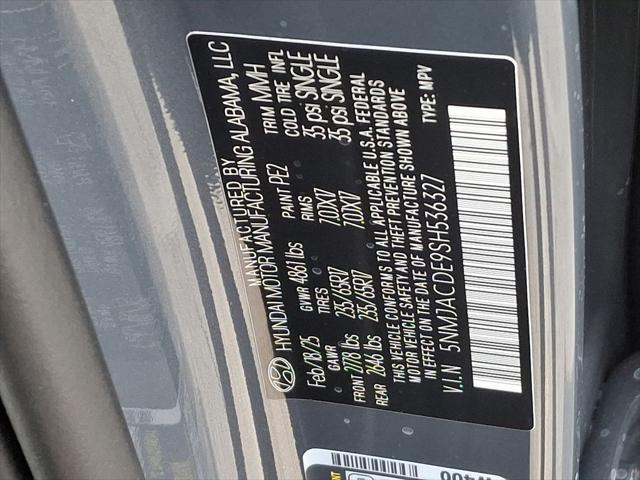 MANUFACTURED BY
HYUNDAI MOTOR MANUFACTURING ALABAMA, LLC
Feb/18/25 GVWR 4861 lbs PAINT PE2 TRIM MMH
GAWR TIRES RIMS COLD TIRE INFL
FRONT 2778 lbs 235/65R17 7.0JX17 35 psi SINGLE
REAR 2646 lbs 235/65R17 7.0JX17 35 psi SINGLE
THIS VEHICLE CONFORMS TO ALL APPLICABLE U.S.A. FEDERAL
MOTOR VEHICLE SAFETY AND THEFT PREVENTION STANDARDS
IN EFFECT ON THE DATE OF MANUFACTURE SHOWN ABOVE
V.I.N 5NMJACDE9SH536327 TYPE: MPV